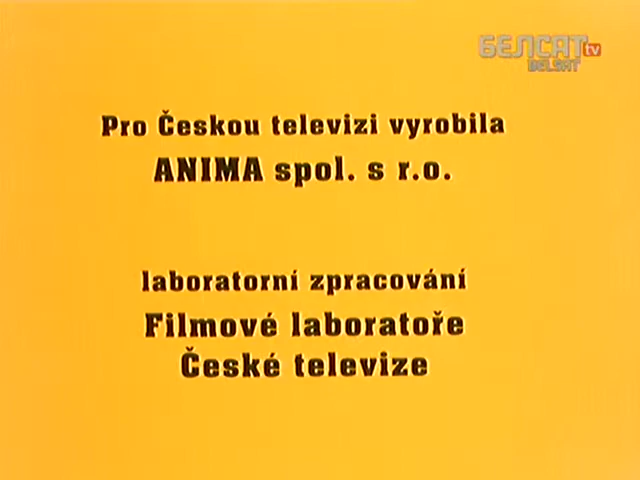 БЕЛСАТ tv
BELSAT
Pro Českou televizi vyrobila
ANIMA spol. s r.o.
laboratorní zpracování
Filmové laboratoře
České televize